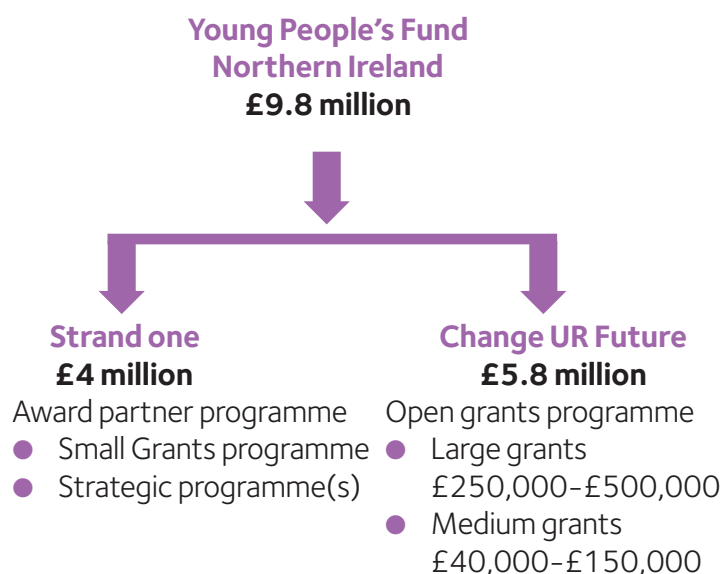 Young People’s Fund
Northern Ireland
£9.8 million
Strand one
£4 million
Award partner programme
● Small Grants programme
● Strategic programme(s)
Change UR Future
£5.8 million
Open grants programme
● Large grants
£250,000–£500,000
● Medium grants
£40,000–£150,000